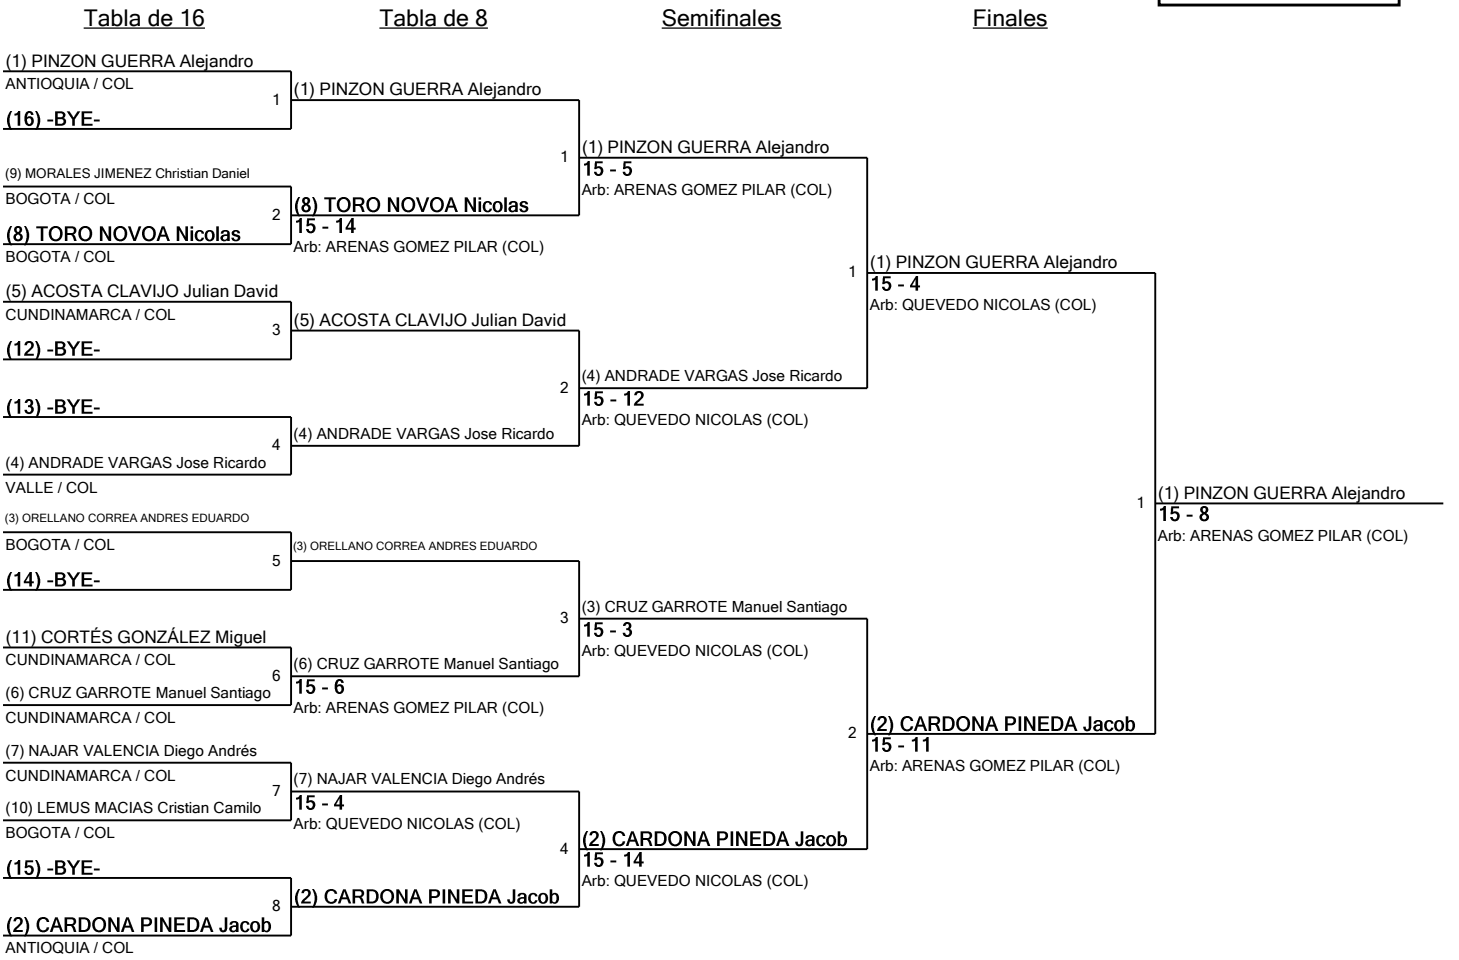 Tabla de 16
Tabla de 8
Semifinales
Finales
(1) PINZON GUERRA Alejandro
ANTIOQUIA / COL
1
(16) -BYE-
(9) MORALES JIMENEZ Christian Daniel
BOGOTA / COL
2
(8) TORO NOVOA Nicolas
BOGOTA / COL
(5) ACOSTA CLAVIJO Julian David
CUNDINAMARCA / COL
3
(12) -BYE-
(13) -BYE-
4
(4) ANDRADE VARGAS Jose Ricardo
VALLE / COL
(3) ORELLANO CORREA ANDRES EDUARDO
BOGOTA / COL
5
(14) -BYE-
(11) CORTÉS GONZÁLEZ Miguel
CUNDINAMARCA / COL
6
(6) CRUZ GARROTE Manuel Santiago
CUNDINAMARCA / COL
(7) NAJAR VALENCIA Diego Andrés
CUNDINAMARCA / COL
7
(10) LEMUS MACIAS Cristian Camilo
BOGOTA / COL
(15) -BYE-
8
(2) CARDONA PINEDA Jacob
ANTIOQUIA / COL
(1) PINZON GUERRA Alejandro
1
(8) TORO NOVOA Nicolas
15 - 14
Arb: ARENAS GOMEZ PILAR (COL)
(5) ACOSTA CLAVIJO Julian David
2
(4) ANDRADE VARGAS Jose Ricardo
(3) ORELLANO CORREA ANDRES EDUARDO
3
(6) CRUZ GARROTE Manuel Santiago
15 - 6
Arb: ARENAS GOMEZ PILAR (COL)
(7) NAJAR VALENCIA Diego Andrés
15 - 4
Arb: QUEVEDO NICOLAS (COL)
4
(2) CARDONA PINEDA Jacob
(1) PINZON GUERRA Alejandro
15 - 5
Arb: ARENAS GOMEZ PILAR (COL)
1
(4) ANDRADE VARGAS Jose Ricardo
15 - 12
Arb: QUEVEDO NICOLAS (COL)
(3) CRUZ GARROTE Manuel Santiago
15 - 3
Arb: QUEVEDO NICOLAS (COL)
2
(2) CARDONA PINEDA Jacob
15 - 14
Arb: QUEVEDO NICOLAS (COL)
(1) PINZON GUERRA Alejandro
15 - 4
Arb: QUEVEDO NICOLAS (COL)
1
(2) CARDONA PINEDA Jacob
15 - 11
Arb: ARENAS GOMEZ PILAR (COL)
(1) PINZON GUERRA Alejandro
15 - 8
Arb: ARENAS GOMEZ PILAR (COL)